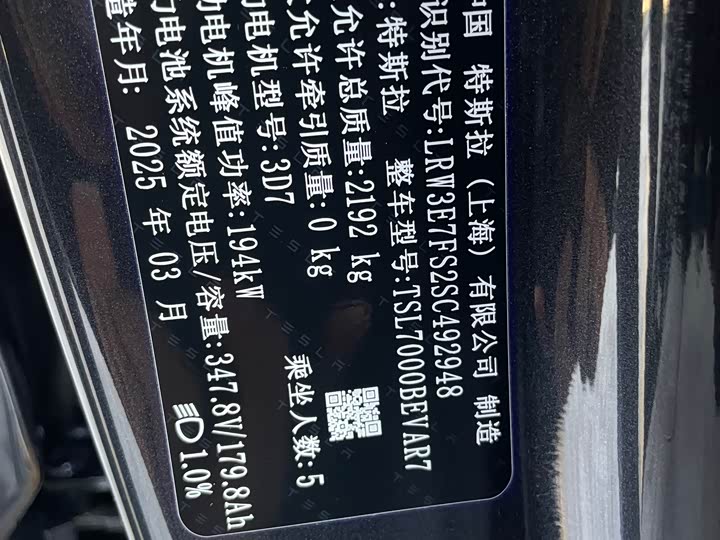 中国 特斯拉 (上海) 有限公司 制造
识别代号:LRW3E7FS2SC492948
:特斯拉 整车型号:TSL7000BEVAR7
允许总质量:2192 kg
允许牵引质量:0 kg
乘坐人数:5
电机型号:3D7
电机峰值功率:194kW
力电池系统额定电压/容量:347.8V/179.8Ah
造年月: 2025 年 03 月
1.0%